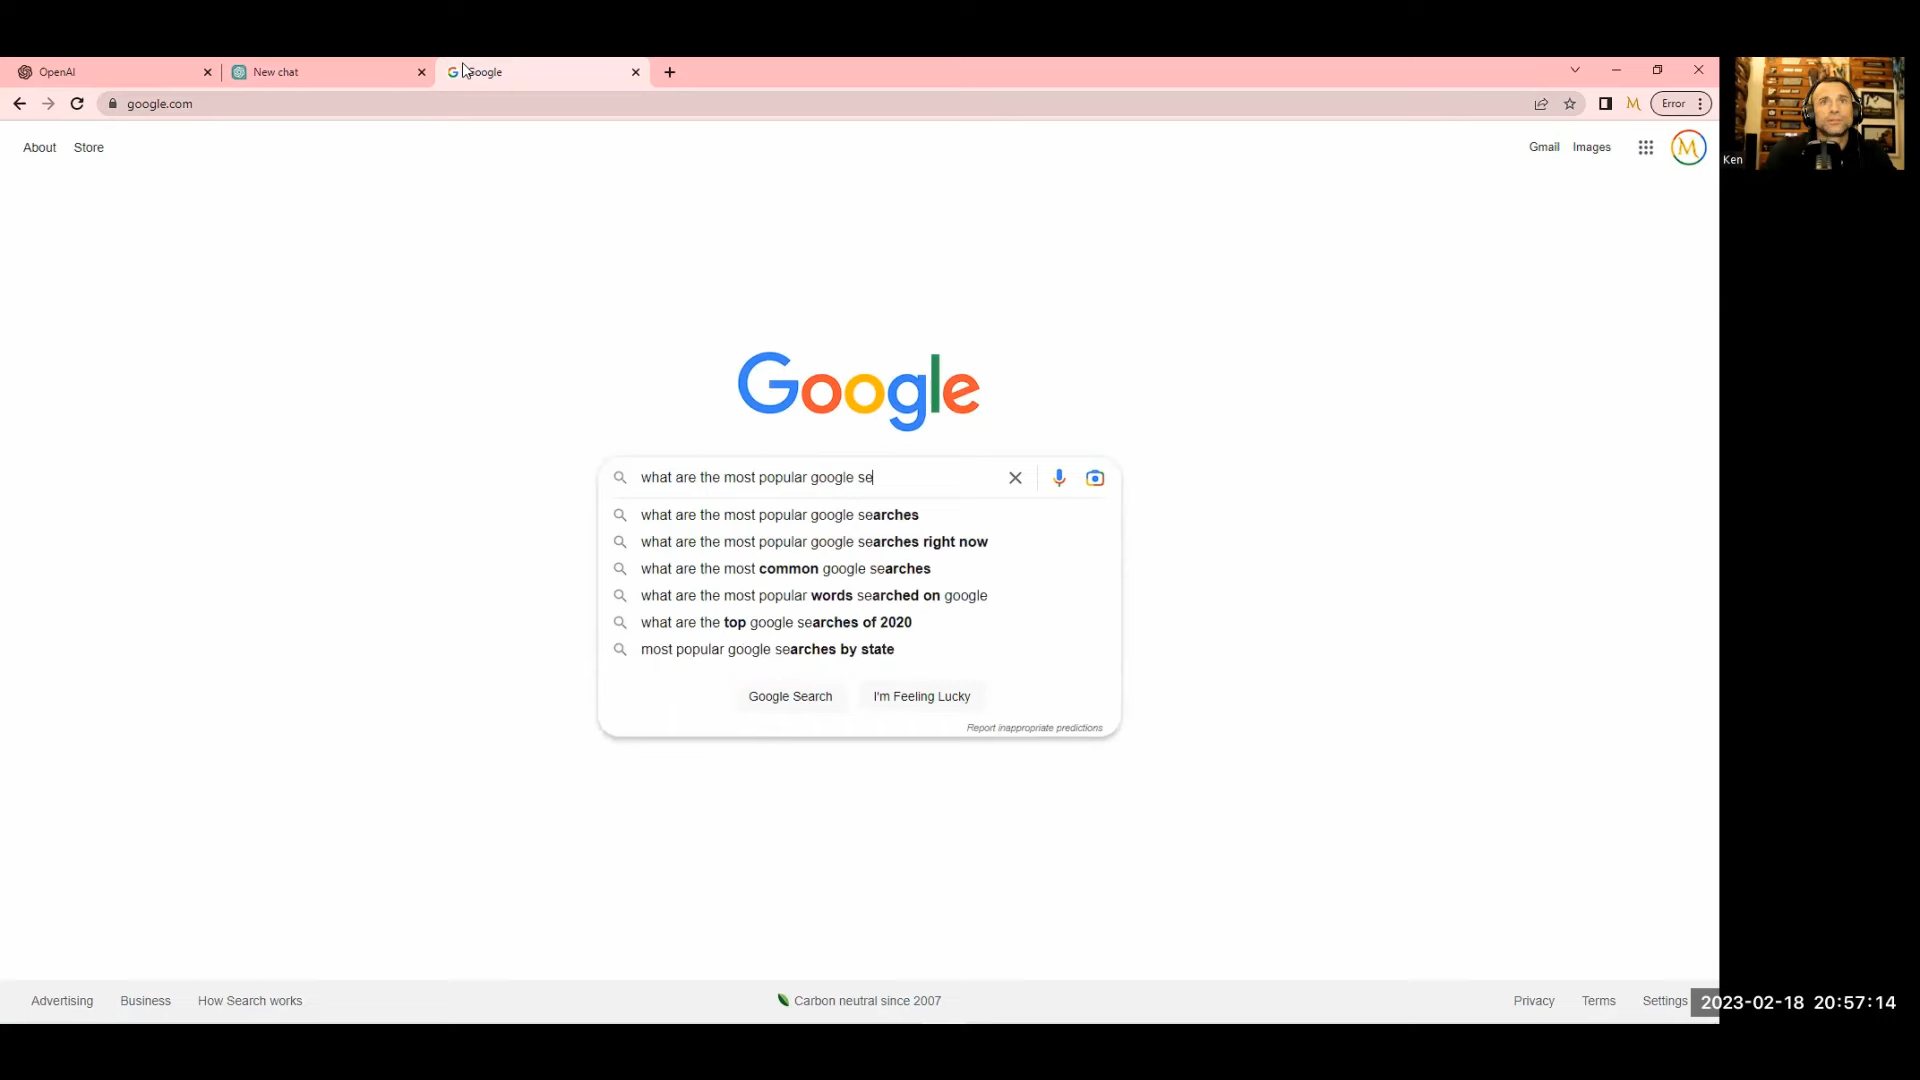 OpenAI
New chat
Google
google.com
Error
About
Store
Gmail
Images
M
Ken
Google
what are the most popular google se
what are the most popular google searches
what are the most popular google searches right now
what are the most common google searches
what are the most popular words searched on google
what are the top google searches of 2020
most popular google searches by state
Google Search
I'm Feeling Lucky
Report inappropriate predictions
Advertising
Business
How Search works
Carbon neutral since 2007
Privacy
Terms
Settings
2023-02-18 20:57:14